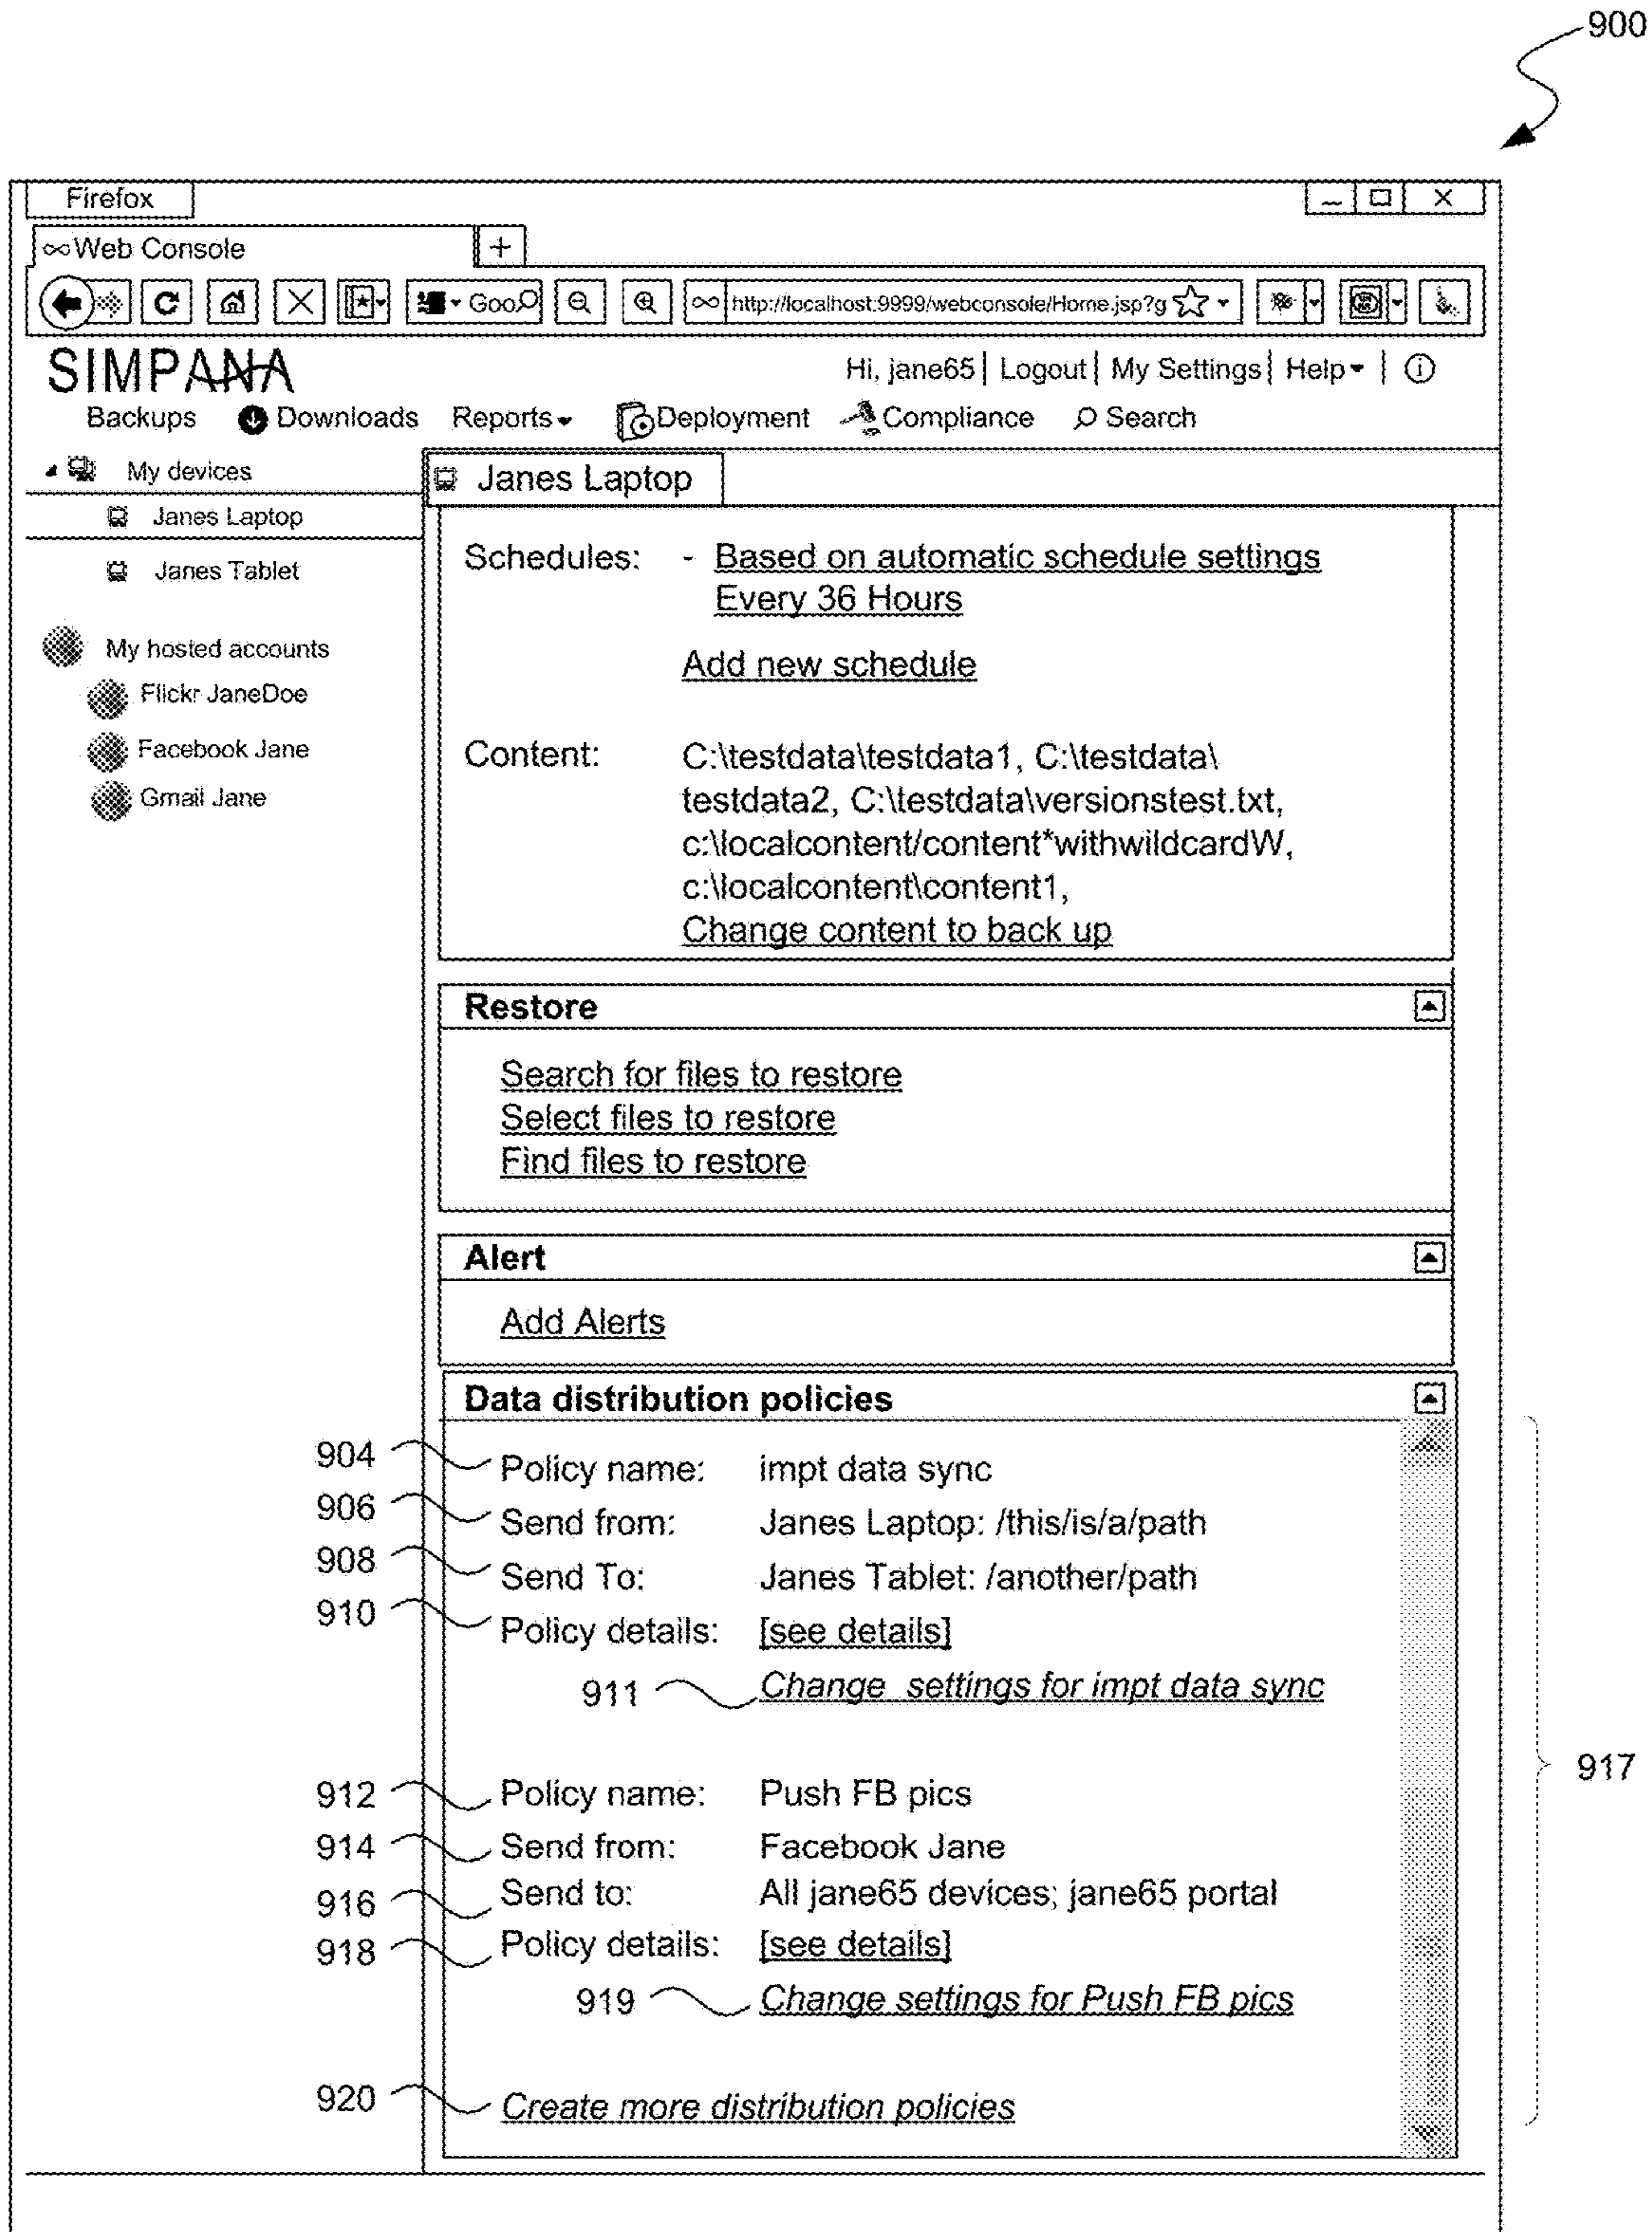 900
Firefox
∞Web Console +
Goo
http://localhost:9999/webconsole/Home.jsp?g
SIMPANA
Hi, jane65 | Logout | My Settings | Help
Backups Downloads Reports Deployment Compliance Search
My devices
Janes Laptop
Janes Tablet
My hosted accounts
Flickr JaneDoe
Facebook Jane
Gmail Jane
Janes Laptop
Schedules: - Based on automatic schedule settings
Every 36 Hours
Add new schedule
Content: C:\testdata\testdata1, C:\testdata\
testdata2, C:\testdata\versionstest.txt,
c:\localcontent/content*withwildcardW,
c:\localcontent\content1,
Change content to back up
Restore
Search for files to restore
Select files to restore
Find files to restore
Alert
Add Alerts
Data distribution policies
904 Policy name: impt data sync
906 Send from: Janes Laptop: /this/is/a/path
908 Send To: Janes Tablet: /another/path
910 Policy details: [see details]
911 Change settings for impt data sync
912 Policy name: Push FB pics
914 Send from: Facebook Jane
916 Send to: All jane65 devices; jane65 portal
918 Policy details: [see details]
919 Change settings for Push FB pics
920 Create more distribution policies
917